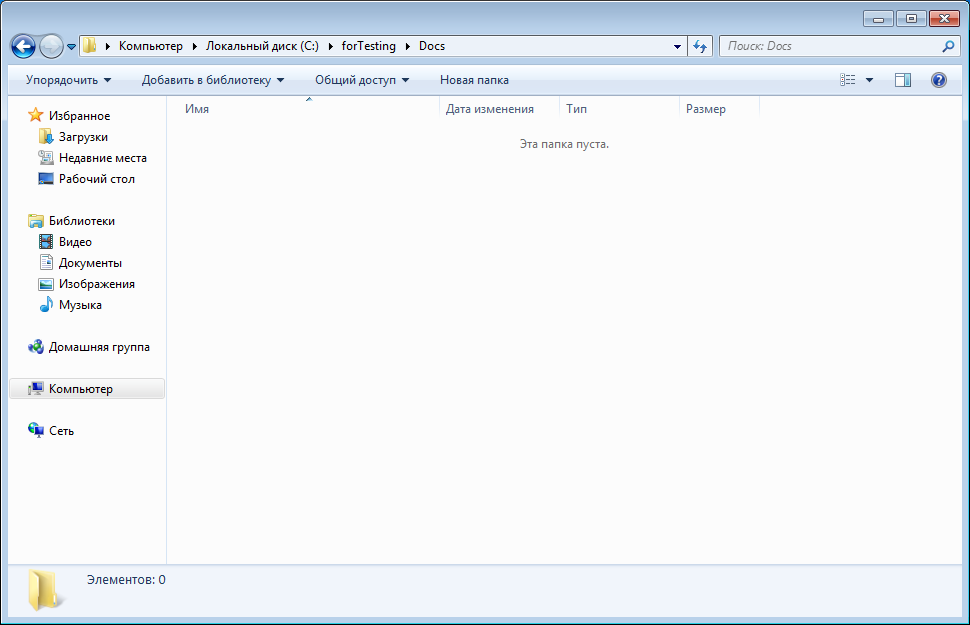 Компьютер Локальный диск (C:) forTesting Docs Поиск: Docs
Упорядочить Добавить в библиотеку Общий доступ Новая папка
Имя Дата изменения Тип Размер
Эта папка пуста.
Избранное
Загрузки
Недавние места
Рабочий стол
Библиотеки
Видео
Документы
Изображения
Музыка
Домашняя группа
Компьютер
Сеть
Элементов: 0